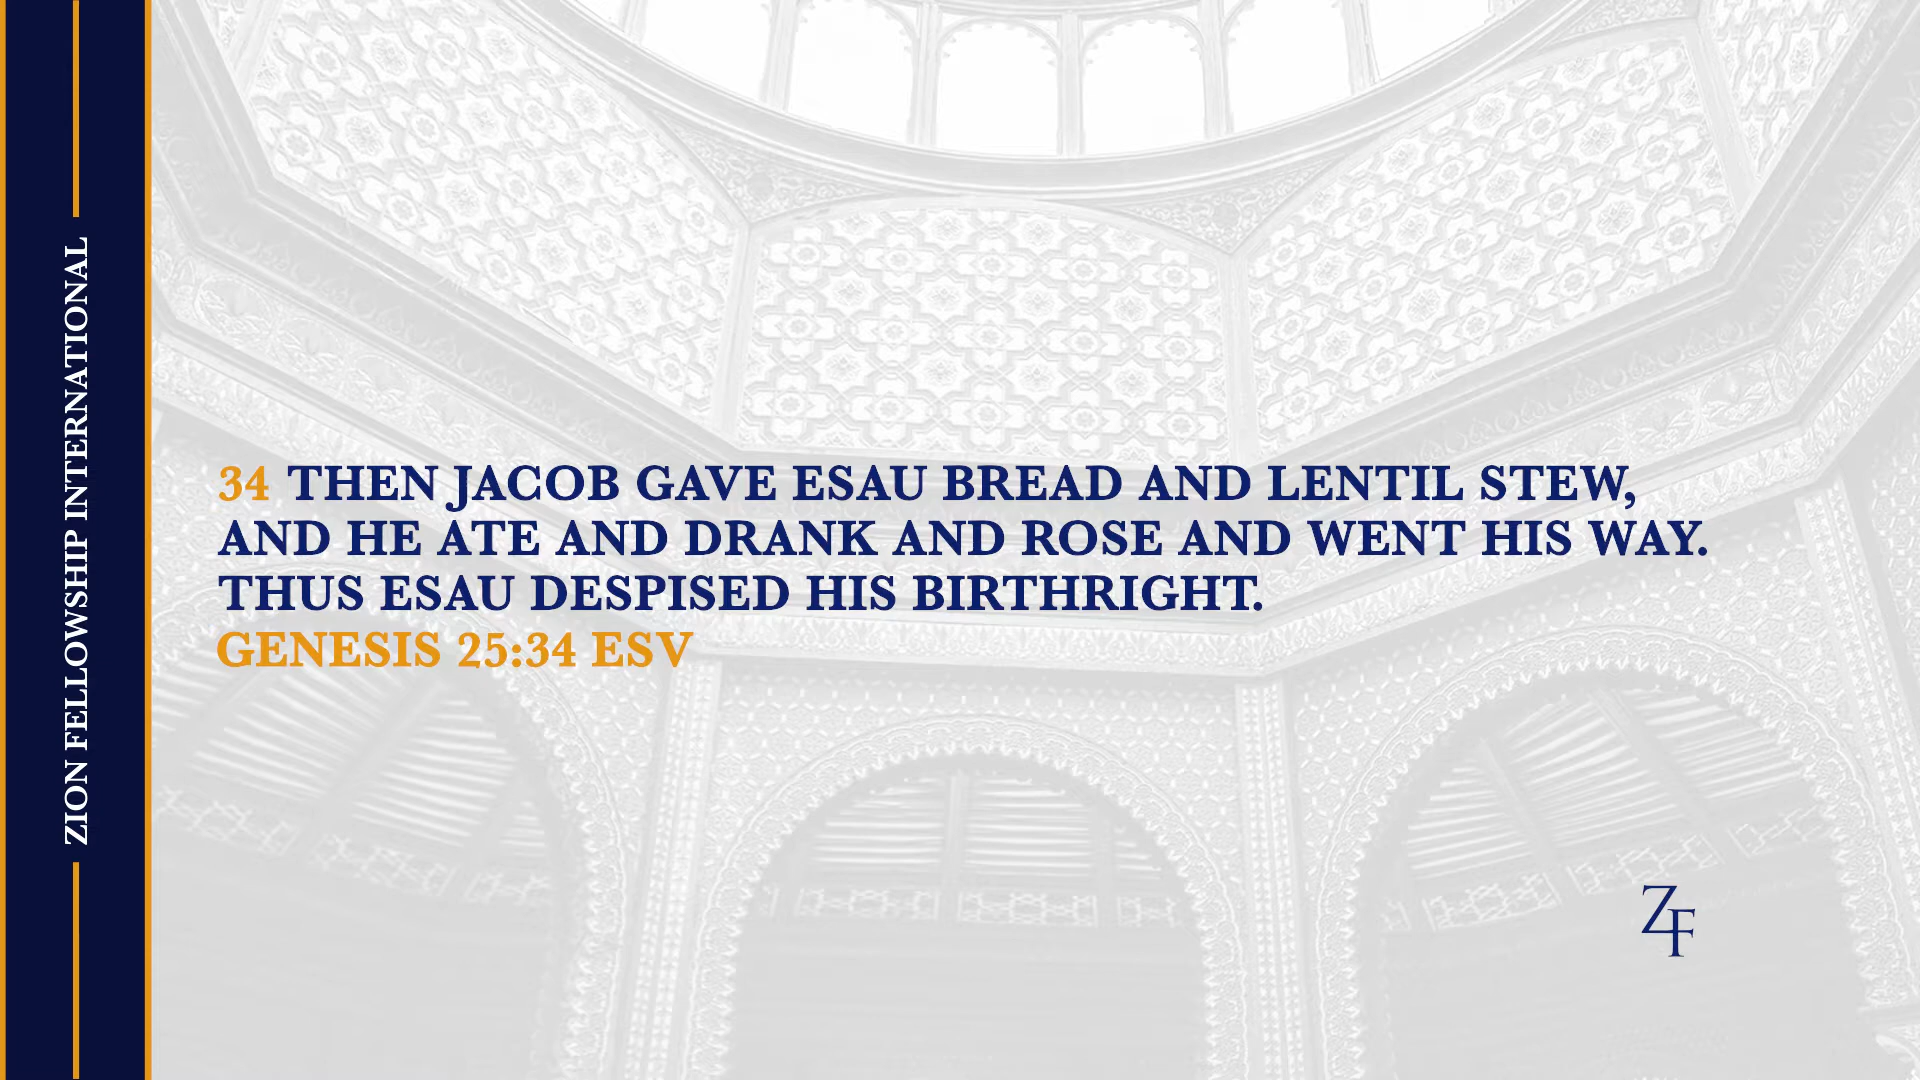 ZION FELLOWSHIP INTERNATIONAL
34 THEN JACOB GAVE ESAU BREAD AND LENTIL STEW,
AND HE ATE AND DRANK AND ROSE AND WENT HIS WAY.
THUS ESAU DESPISED HIS BIRTHRIGHT.
GENESIS 25:34 ESV
ZF